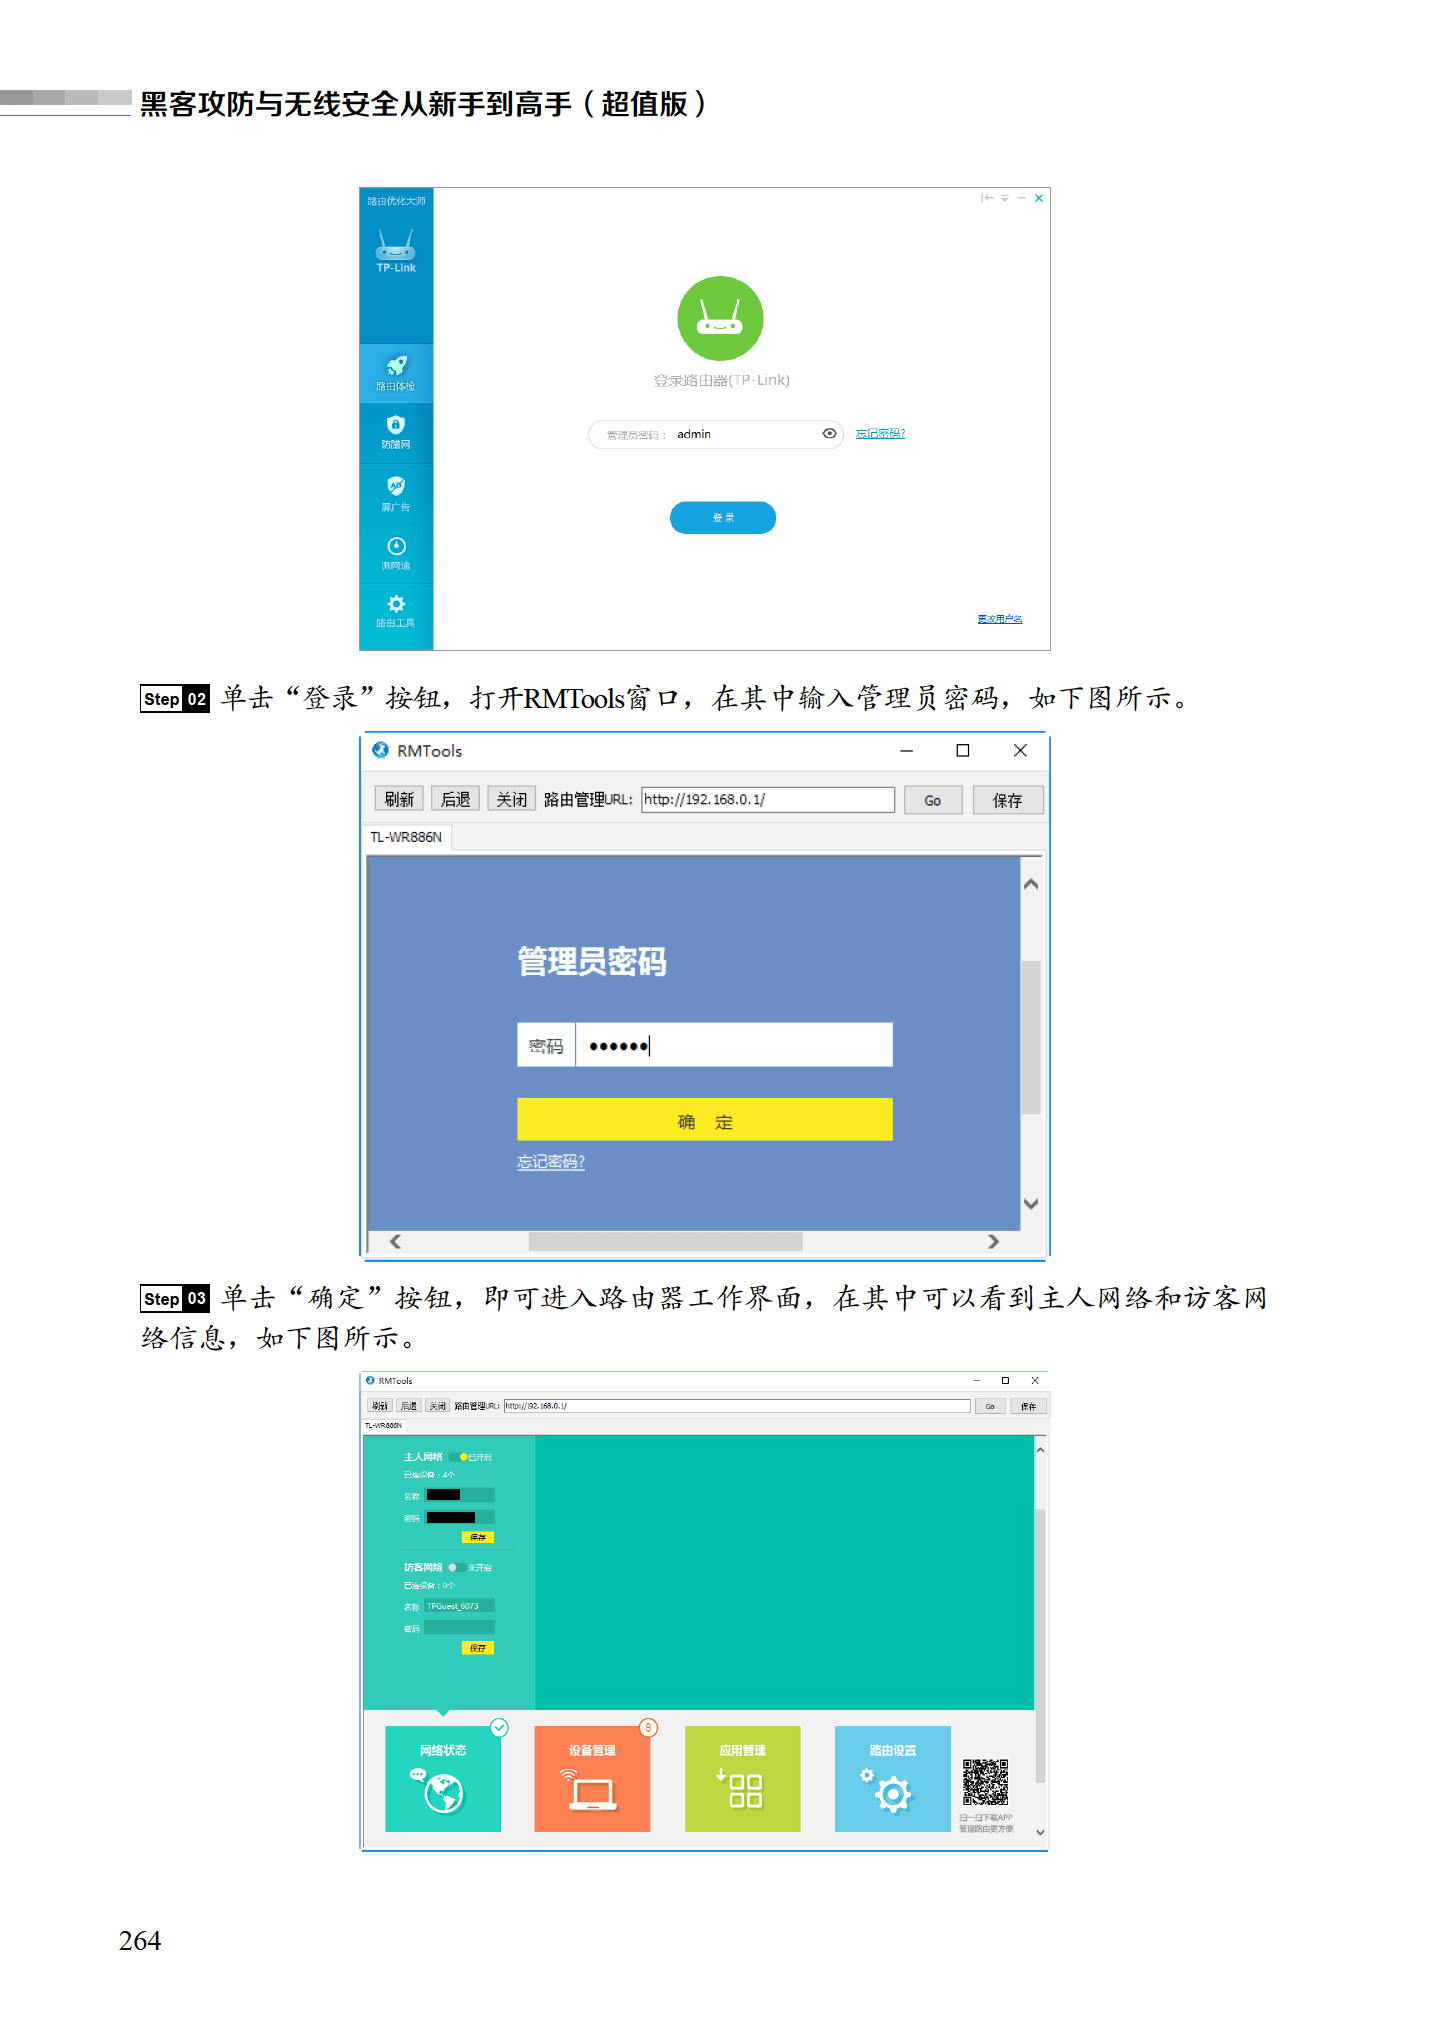 黑客攻防与无线安全从新手到高手（超值版）
路由优化大师
TP-Link
路由体检
防蹭网
屏广告
测网速
路由工具
登录路由器(TP-Link)
管理员密码： admin
忘记密码?
登录
更改用户名
Step 02 单击“登录”按钮，打开RMTools窗口，在其中输入管理员密码，如下图所示。
RMTools
刷新 后退 关闭 路由管理URL: http://192.168.0.1/ Go 保存
TL-WR886N
管理员密码
密码 ••••••
确 定
忘记密码?
Step 03 单击“确定”按钮，即可进入路由器工作界面，在其中可以看到主人网络和访客网
络信息，如下图所示。
RMTools
刷新 后退 关闭 路由管理URL: http://192.168.0.1/ Go 保存
TL-WR886N
主人网络 已开启
已连设备：4个
名称
密码
保存
访客网络 未开启
已连设备：0个
名称 TPGuest_6073
密码
保存
网络状态
8
设备管理
应用管理
路由设置
扫一扫下载APP
管理路由更方便
264